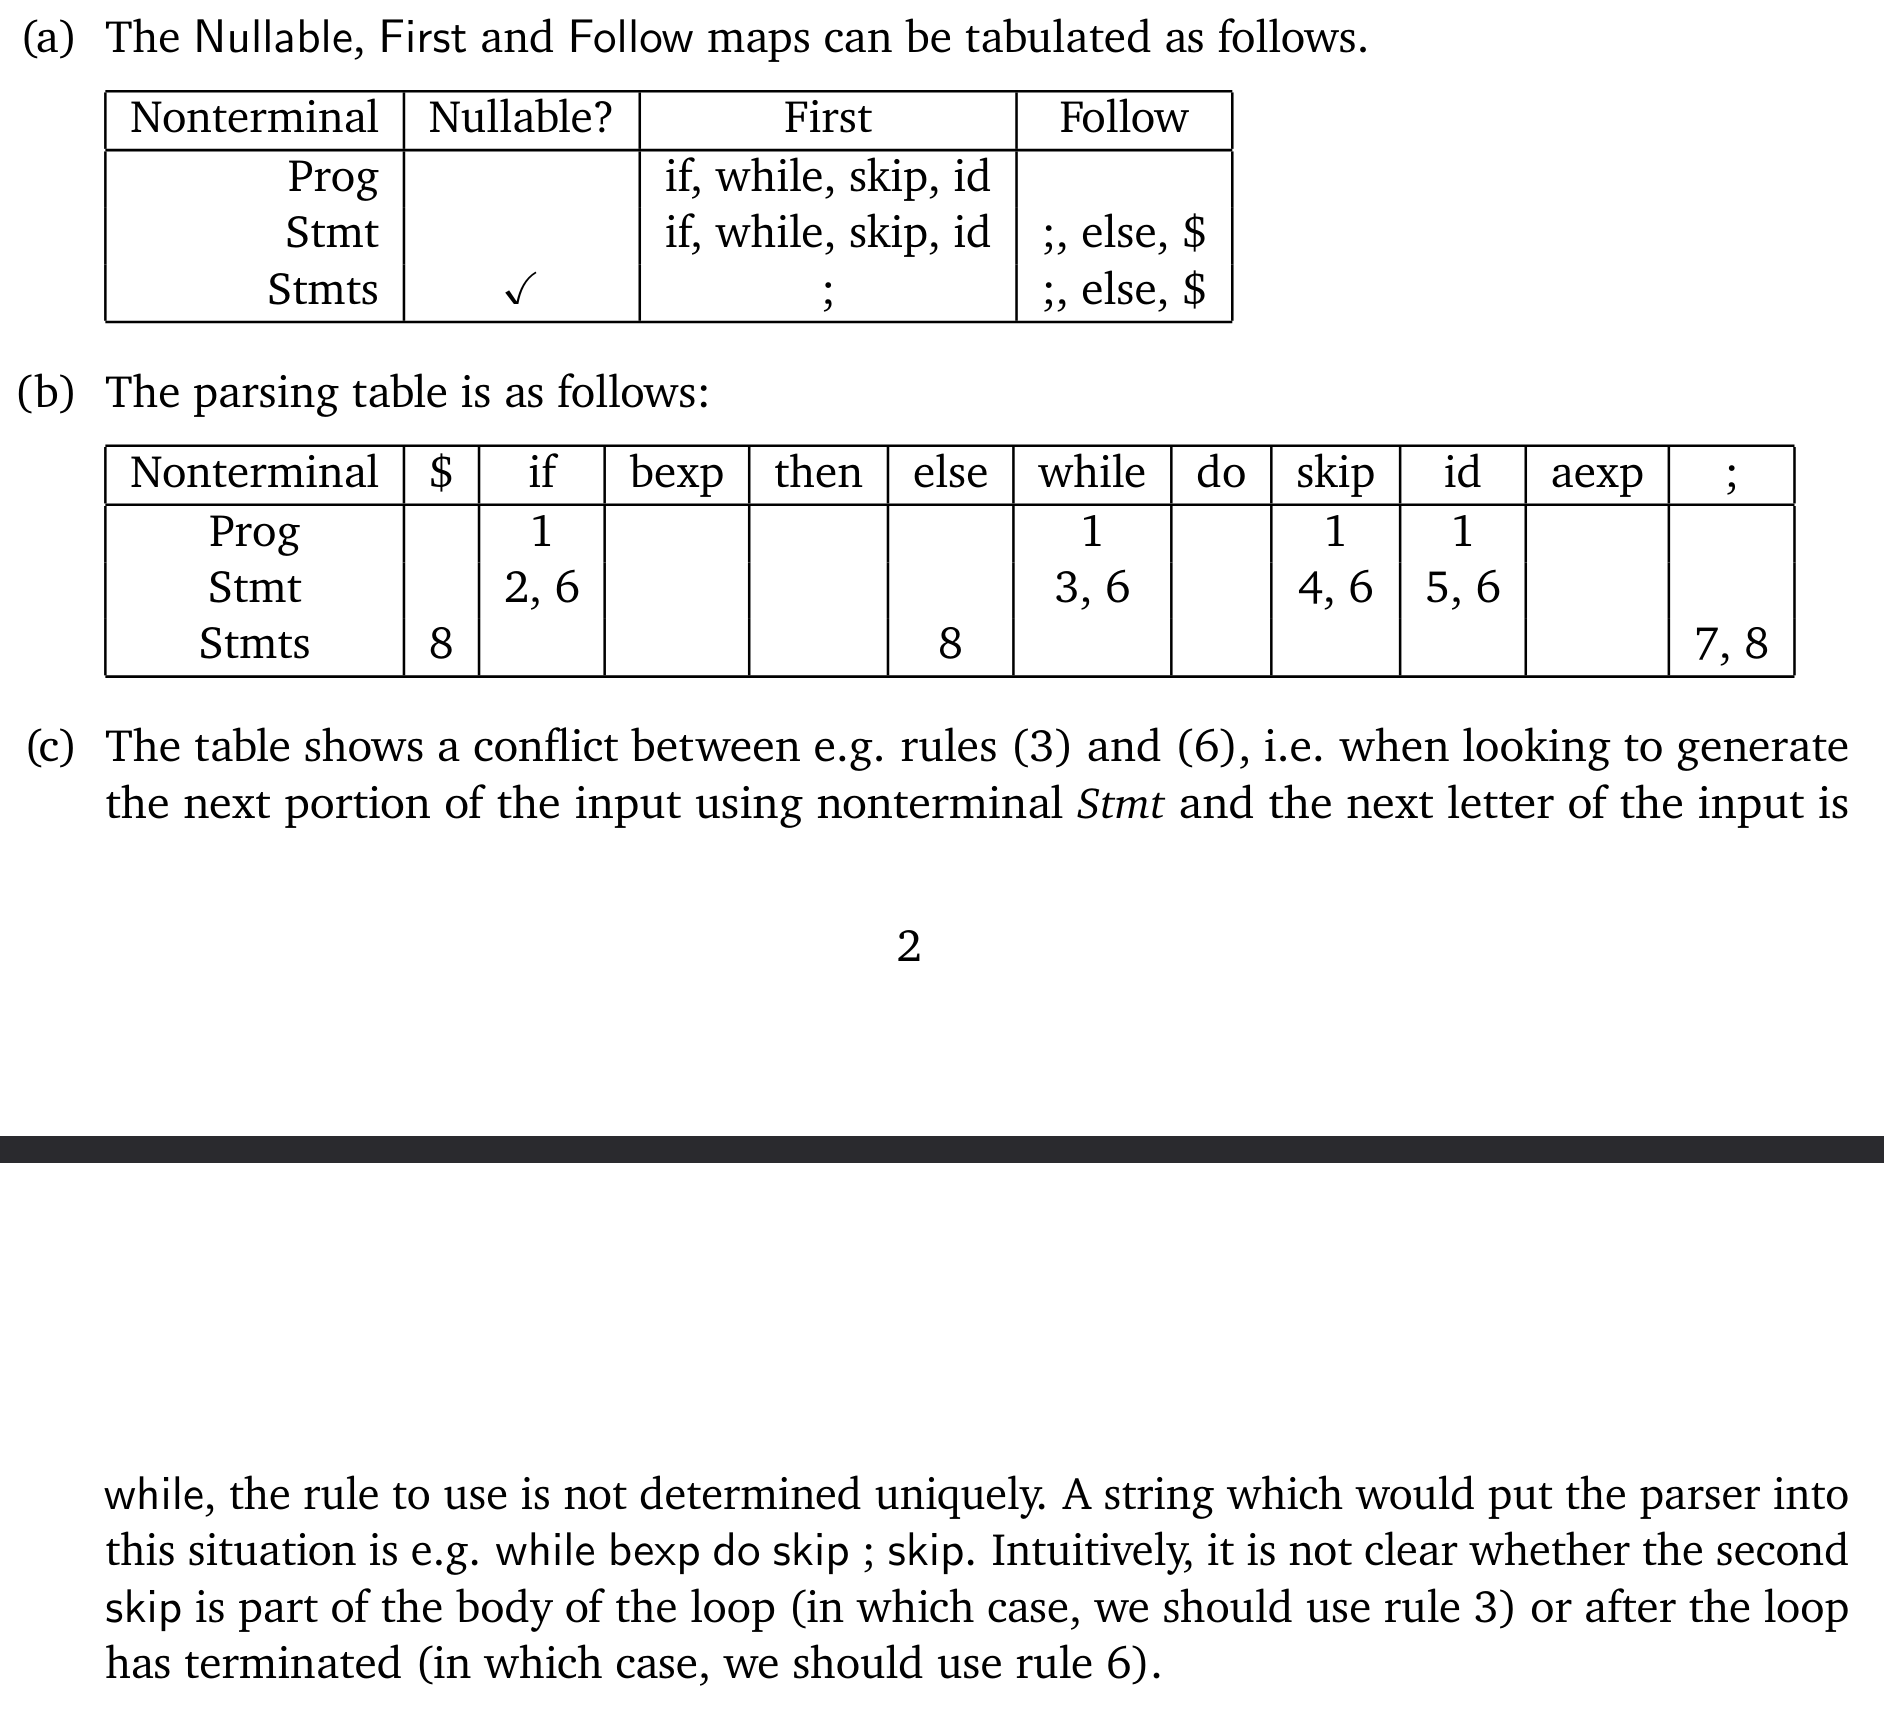 (a) The Nullable, First and Follow maps can be tabulated as follows.
Nonterminal Nullable? First Follow
Prog if, while, skip, id
Stmt if, while, skip, id ;, else, $
Stmts ✓ ; ;, else, $
(b) The parsing table is as follows:
Nonterminal $ if bexp then else while do skip id aexp ;
Prog 1 1 1 1
Stmt 2, 6 3, 6 4, 6 5, 6
Stmts 8 8 7, 8
(c) The table shows a conflict between e.g. rules (3) and (6), i.e. when looking to generate
the next portion of the input using nonterminal Stmt and the next letter of the input is
2
while, the rule to use is not determined uniquely. A string which would put the parser into
this situation is e.g. while bexp do skip ; skip. Intuitively, it is not clear whether the second
skip is part of the body of the loop (in which case, we should use rule 3) or after the loop
has terminated (in which case, we should use rule 6).